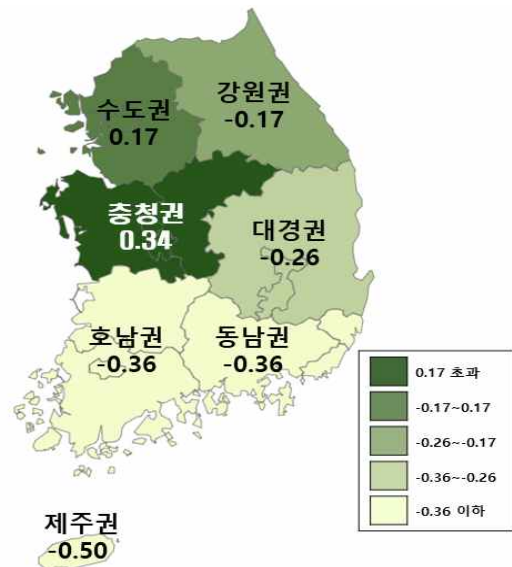 수도권
0.17
강원권
-0.17
충청권
0.34
대경권
-0.26
호남권
-0.36
동남권
-0.36
제주권
-0.50
0.17 초과
-0.17~0.17
-0.26~-0.17
-0.36~-0.26
-0.36 이하